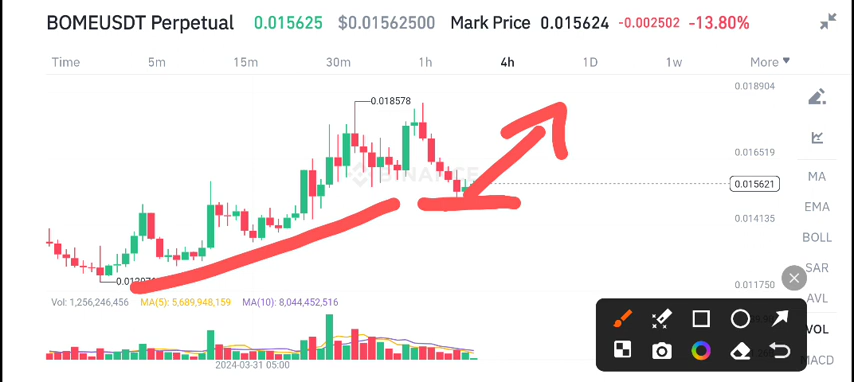 BOMEUSDT Perpetual 0.015625 $0.01562500 Mark Price 0.015624 -0.002502 -13.80%
Time 5m 15m 30m 1h 4h 1D 1w More
0.018904
0.018578
0.016519
BINANCE
MA
0.015621
EMA
0.014135
BOLL
SAR
0.011750
AVL
Vol: 1,256,246,456 MA(5): 5,689,948,159 MA(10): 8,044,452,516
VOL
MACD
2024-03-31 05:00